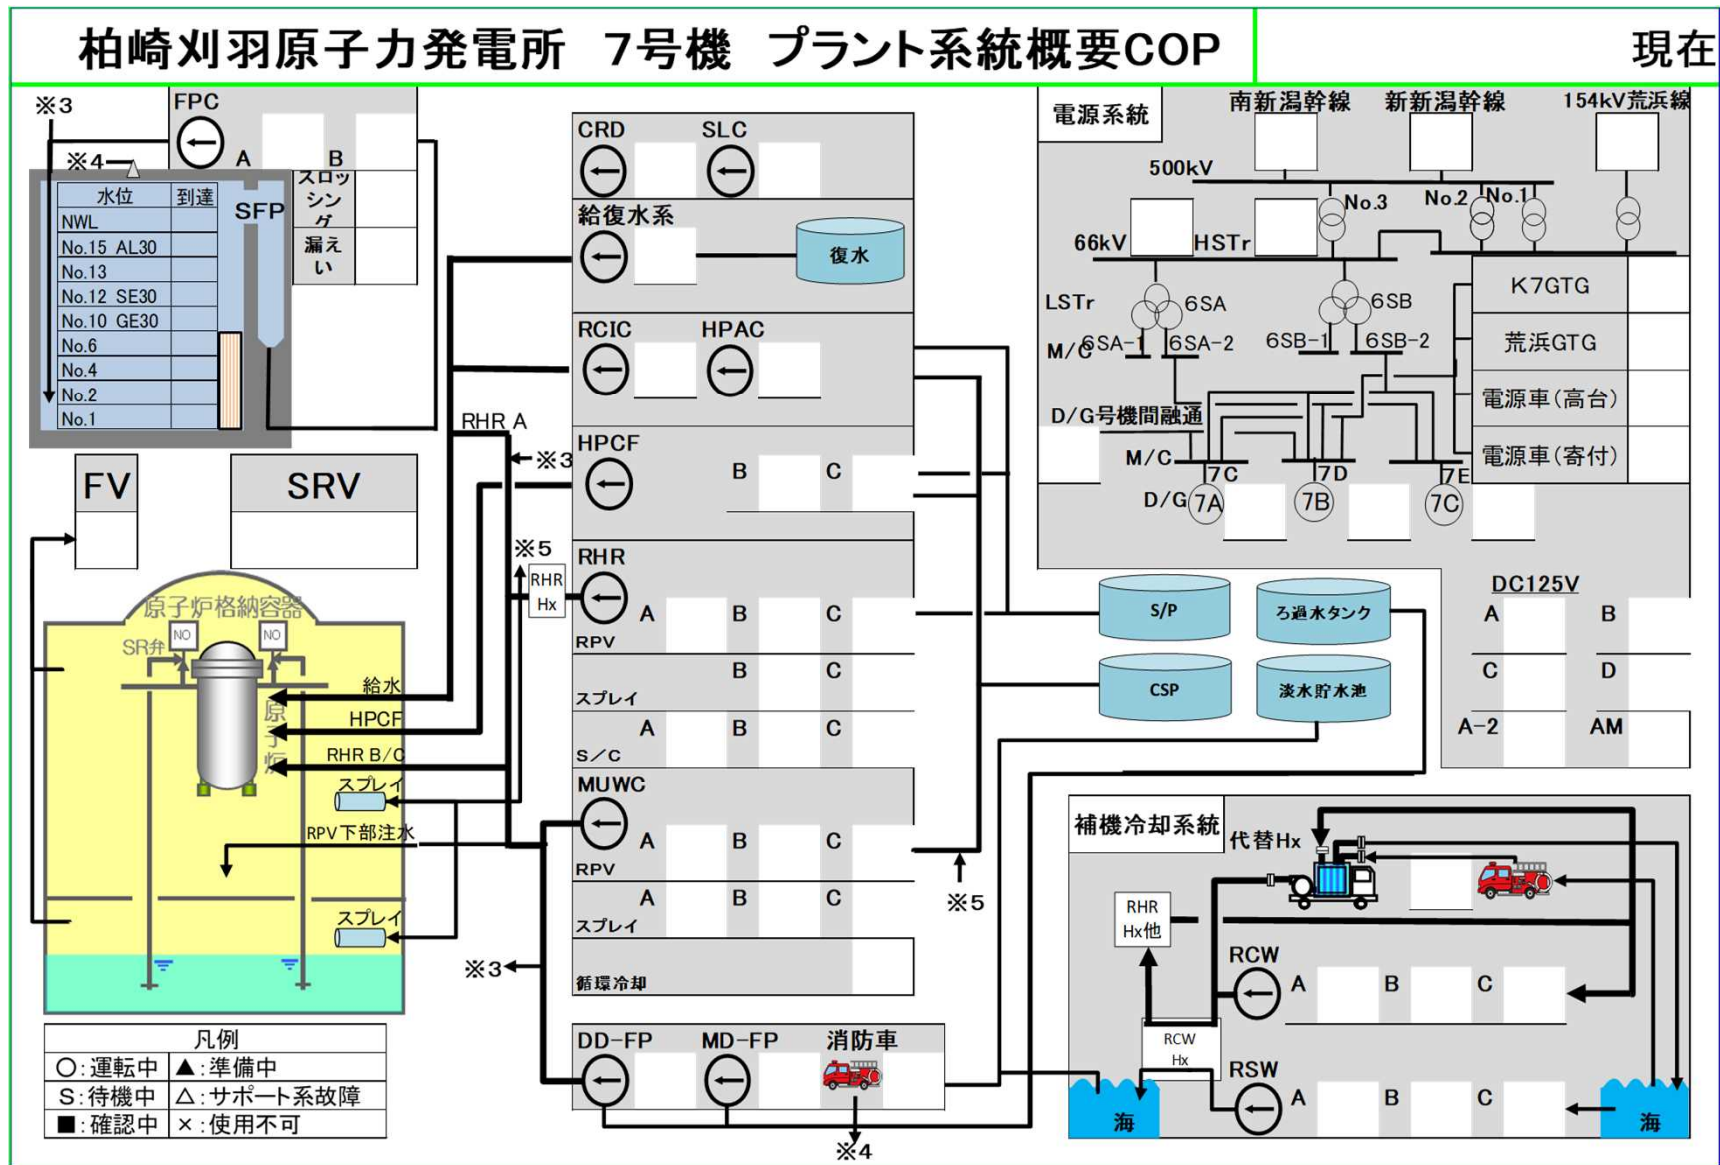 柏崎刈羽原子力発電所 7号機 プラント系統概要COP
現在
※3
FPC
A
B
※4
水位 到達
NWL
No.15 AL30
No.13
No.12 SE30
No.10 GE30
No.6
No.4
No.2
No.1
SFP
スロッ
シン
グ
漏え
い
FV
SRV
原子炉格納容器
NO
NO
SR弁
給水
HPCF
原子炉
RHR B/C
スプレイ
RPV下部注水
スプレイ
凡例
○:運転中 ▲:準備中
S:待機中 △:サポート系故障
■:確認中 ×:使用不可
RHR A
※3
※5
RHR
Hx
※3
CRD
SLC
給復水系
復水
RCIC
HPAC
HPCF
B
C
RHR
A
B
C
RPV
B
C
スプレイ
A
B
C
S/C
MUWC
A
B
C
RPV
A
B
C
スプレイ
循環冷却
DD-FP
MD-FP
消防車
※4
※5
S/P
ろ過水タンク
CSP
淡水貯水池
電源系統
南新潟幹線
新新潟幹線
154kV荒浜線
500kV
No.3
No.2
No.1
66kV
HSTr
LSTr
6SA
6SB
M/C
6SA-1
6SA-2
6SB-1
6SB-2
K7GTG
荒浜GTG
電源車(高台)
電源車(寄付)
D/G号機間融通
M/C
7C
7D
7E
D/G
7A
7B
7C
DC125V
A
B
C
D
A-2
AM
補機冷却系統
代替Hx
RHR
Hx他
RCW
A
B
C
RCW
Hx
RSW
A
B
C
海
海